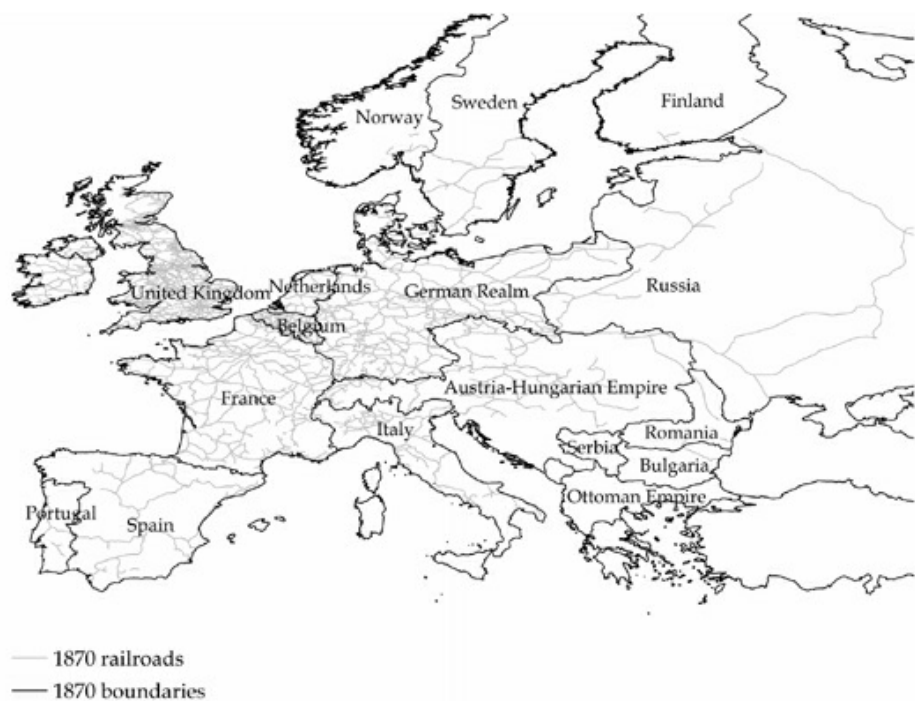 Sweden
Norway
Finland
United Kingdom
Netherlands
German Realm
Russia
Belgium
Austria-Hungarian Empire
France
Italy
Romania
Serbia
Bulgaria
Ottoman Empire
Portugal
Spain
1870 railroads
1870 boundaries